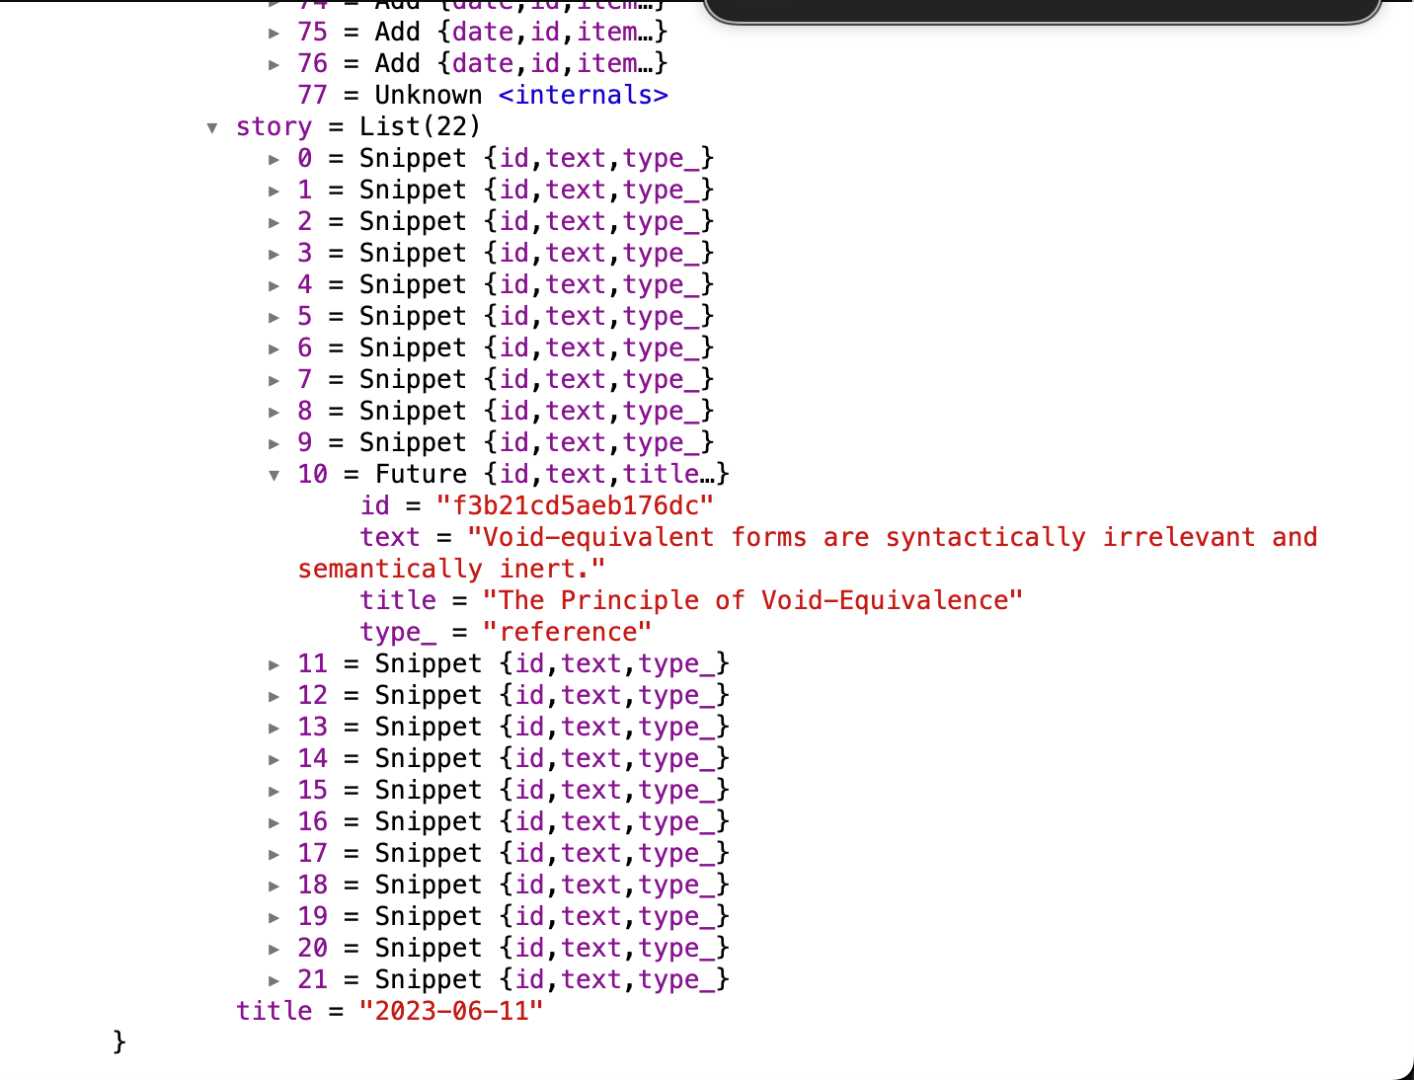 ▸ 74 = Add {date,id,item…}
▸ 75 = Add {date,id,item…}
▸ 76 = Add {date,id,item…}
77 = Unknown <internals>
▾ story = List(22)
▸ 0 = Snippet {id,text,type_}
▸ 1 = Snippet {id,text,type_}
▸ 2 = Snippet {id,text,type_}
▸ 3 = Snippet {id,text,type_}
▸ 4 = Snippet {id,text,type_}
▸ 5 = Snippet {id,text,type_}
▸ 6 = Snippet {id,text,type_}
▸ 7 = Snippet {id,text,type_}
▸ 8 = Snippet {id,text,type_}
▸ 9 = Snippet {id,text,type_}
▾ 10 = Future {id,text,title…}
id = "f3b21cd5aeb176dc"
text = "Void-equivalent forms are syntactically irrelevant and
semantically inert."
title = "The Principle of Void-Equivalence"
type_ = "reference"
▸ 11 = Snippet {id,text,type_}
▸ 12 = Snippet {id,text,type_}
▸ 13 = Snippet {id,text,type_}
▸ 14 = Snippet {id,text,type_}
▸ 15 = Snippet {id,text,type_}
▸ 16 = Snippet {id,text,type_}
▸ 17 = Snippet {id,text,type_}
▸ 18 = Snippet {id,text,type_}
▸ 19 = Snippet {id,text,type_}
▸ 20 = Snippet {id,text,type_}
▸ 21 = Snippet {id,text,type_}
title = "2023-06-11"
}